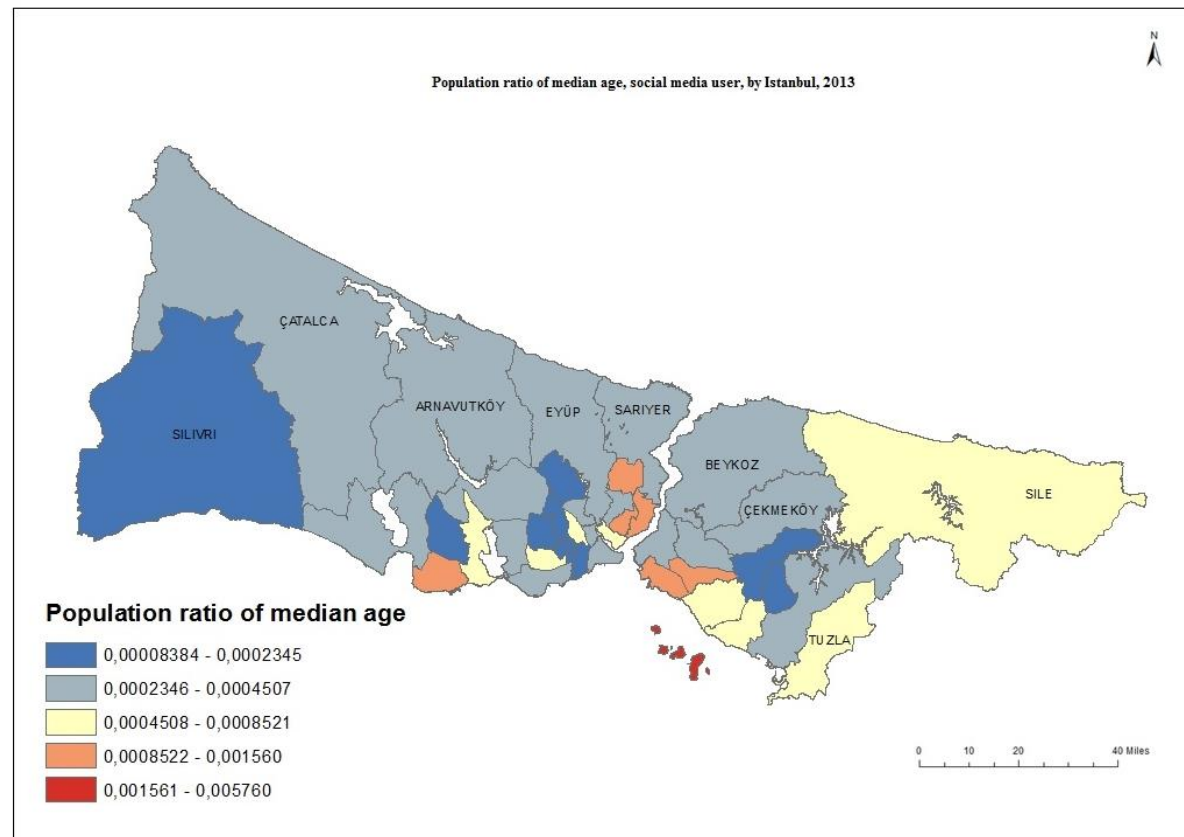 N
Population ratio of median age, social media user, by Istanbul, 2013
ÇATALCA
ARNAVUTKÖY
EYÜP
SARIYER
SILIVRI
BEYKOZ
SILE
ÇEKMEKÖY
TUZLA
Population ratio of median age
0,00008384 - 0,0002345
0,0002346 - 0,0004507
0,0004508 - 0,0008521
0,0008522 - 0,001560
0,001561 - 0,005760
0 10 20 40 Miles